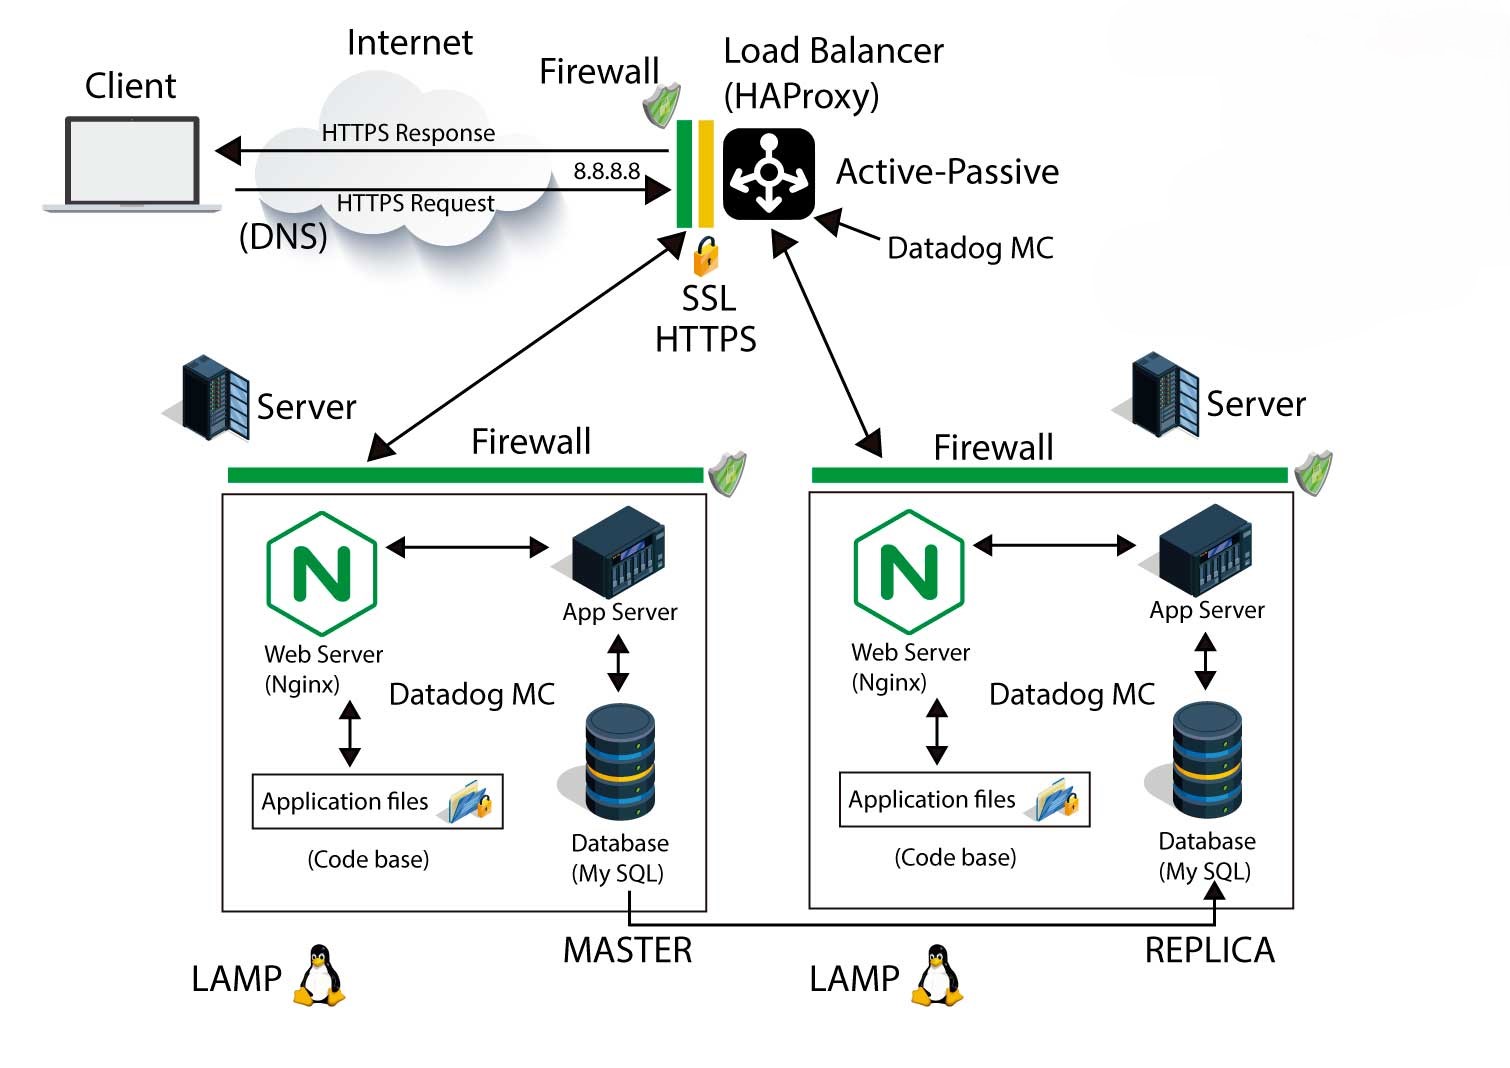 Internet
Client
Firewall
Load Balancer
(HAProxy)
HTTPS Response
8.8.8.8
HTTPS Request
(DNS)
Active-Passive
Datadog MC
SSL
HTTPS
Server
Server
Firewall
Firewall
N
App Server
Web Server
(Nginx)
Datadog MC
Application files
(Code base)
Database
(My SQL)
N
App Server
Web Server
(Nginx)
Datadog MC
Application files
(Code base)
Database
(My SQL)
MASTER
REPLICA
LAMP
LAMP